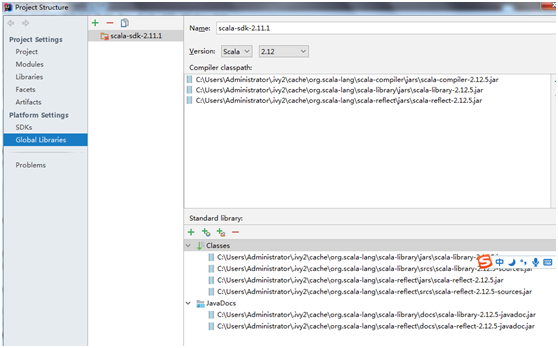 Project Structure
Project Settings
Project
Modules
Libraries
Facets
Artifacts
Platform Settings
SDKs
Global Libraries
Problems
scala-sdk-2.11.1
Name: scala-sdk-2.11.1
Version: Scala 2.12
Compiler classpath:
C:\Users\Administrator\.ivy2\cache\org.scala-lang\scala-compiler\jars\scala-compiler-2.12.5.jar
C:\Users\Administrator\.ivy2\cache\org.scala-lang\scala-library\jars\scala-library-2.12.5.jar
C:\Users\Administrator\.ivy2\cache\org.scala-lang\scala-reflect\jars\scala-reflect-2.12.5.jar
Standard library:
Classes
C:\Users\Administrator\.ivy2\cache\org.scala-lang\scala-library\jars\scala-library-2.12.5.jar
C:\Users\Administrator\.ivy2\cache\org.scala-lang\scala-library\srcs\scala-library-2.12.5-sources.jar
C:\Users\Administrator\.ivy2\cache\org.scala-lang\scala-reflect\jars\scala-reflect-2.12.5.jar
C:\Users\Administrator\.ivy2\cache\org.scala-lang\scala-reflect\srcs\scala-reflect-2.12.5-sources.jar
JavaDocs
C:\Users\Administrator\.ivy2\cache\org.scala-lang\scala-library\docs\scala-library-2.12.5-javadoc.jar
C:\Users\Administrator\.ivy2\cache\org.scala-lang\scala-reflect\docs\scala-reflect-2.12.5-javadoc.jar
S 中